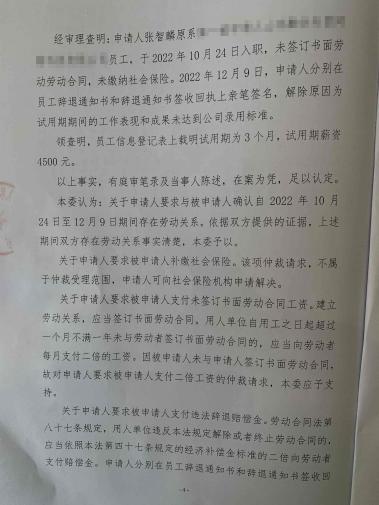 经审理查明：申请人张智麟原系
员工，于 2022 年 10 月 24 日入职，未签订书面劳
动劳动合同，未缴纳社会保险。2022 年 12 月 9 日，申请人分别在
员工辞退通知书和辞退通知书签收回执上亲笔签名，解除原因为
试用期期间的工作表现和成果未达到公司录用标准。
领查明，员工信息登记表上载明试用期为 3 个月，试用期薪资
4500 元。
以上事实，有庭审笔录及当事人陈述，在案为凭，足以认定。
本委认为：关于申请人要求与被申请人确认自 2022 年 10 月
24 日至 12 月 9 日期间存在劳动关系。依据双方提供的证据，上述
期间双方存在劳动关系事实清楚，本委予以。
关于申请人要求被申请人补缴社会保险。该项仲裁请求，不属
于仲裁受理范围，申请人可向社会保险机构申请解决。
关于申请人要求被申请人支付未签订书面劳动合同工资。建立
劳动关系，应当签订书面劳动合同。用人单位自用工之日起超过
一个月不满一年未与劳动者签订书面劳动合同的，应当向劳动者
每月支付二倍的工资。因被申请人未与申请人签订书面劳动合同，
故对申请人要求被申请人支付二倍工资的仲裁请求，本委应予支
持。
关于申请人要求被申请人支付违法辞退赔偿金。劳动合同法第
八十七条规定，用人单位违反本法规定解除或者终止劳动合同的，
应当依照本法第四十七条规定的经济补偿金标准的二倍向劳动者
支付赔偿金。申请人分别在员工辞退通知书和辞退通知书签收回
-4-